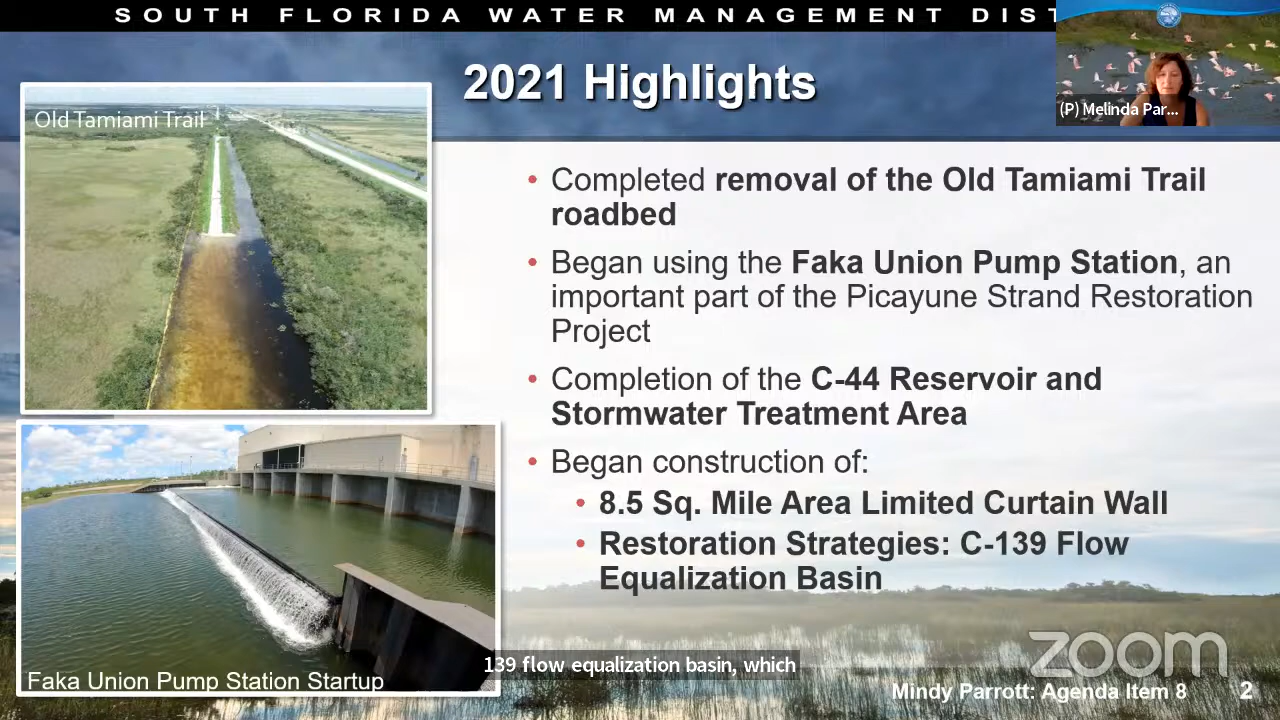 SOUTH FLORIDA WATER MANAGEMENT DIST
2021 Highlights
(P) Melinda Par...
Old Tamiami Trail
• Completed removal of the Old Tamiami Trail
roadbed
• Began using the Faka Union Pump Station, an
important part of the Picayune Strand Restoration
Project
• Completion of the C-44 Reservoir and
Stormwater Treatment Area
• Began construction of:
• 8.5 Sq. Mile Area Limited Curtain Wall
• Restoration Strategies: C-139 Flow
Equalization Basin
139 flow equalization basin, which
Faka Union Pump Station Startup
zoom
Mindy Parrott: Agenda Item 8 2